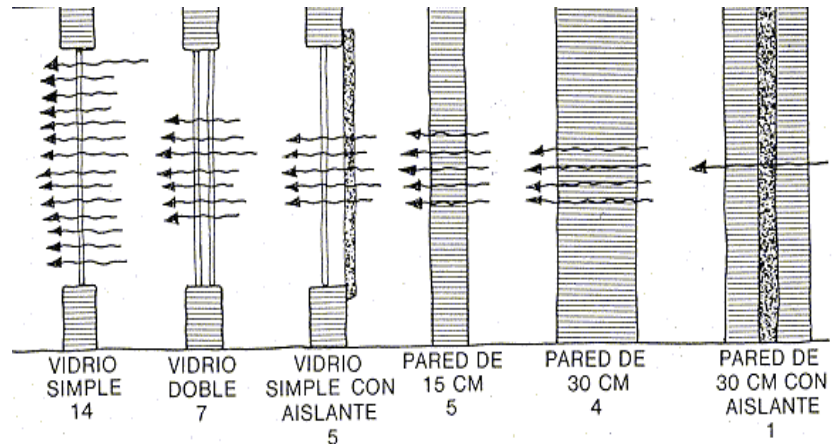 VIDRIO
SIMPLE
14
VIDRIO
DOBLE
7
VIDRIO
SIMPLE CON
AISLANTE
5
PARED DE
15 CM
5
PARED DE
30 CM
4
PARED DE
30 CM CON
AISLANTE
1